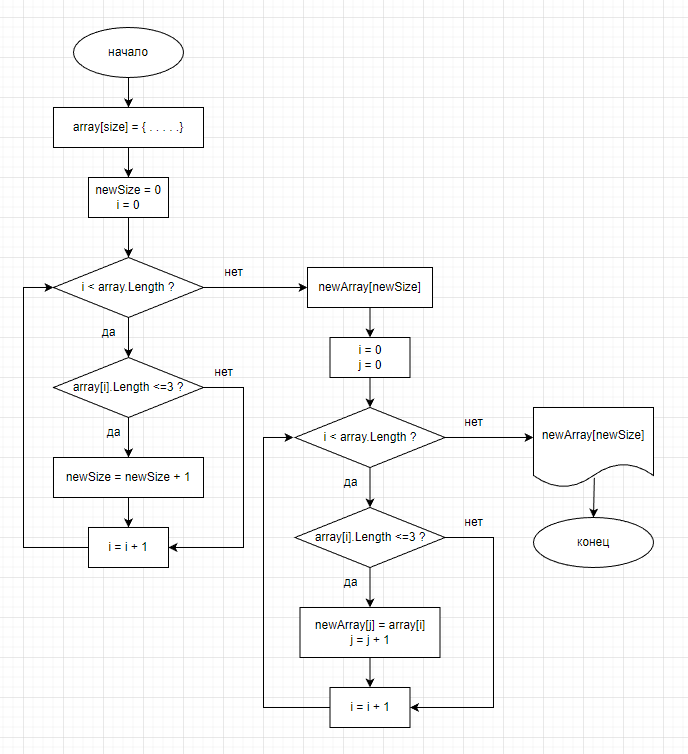 начало
array[size] = { . . . . .}
newSize = 0
i = 0
i < array.Length ?
нет
да
array[i].Length <=3 ?
нет
да
newSize = newSize + 1
i = i + 1
newArray[newSize]
i = 0
j = 0
i < array.Length ?
нет
да
array[i].Length <=3 ?
нет
да
newArray[j] = array[i]
j = j + 1
i = i + 1
newArray[newSize]
конец